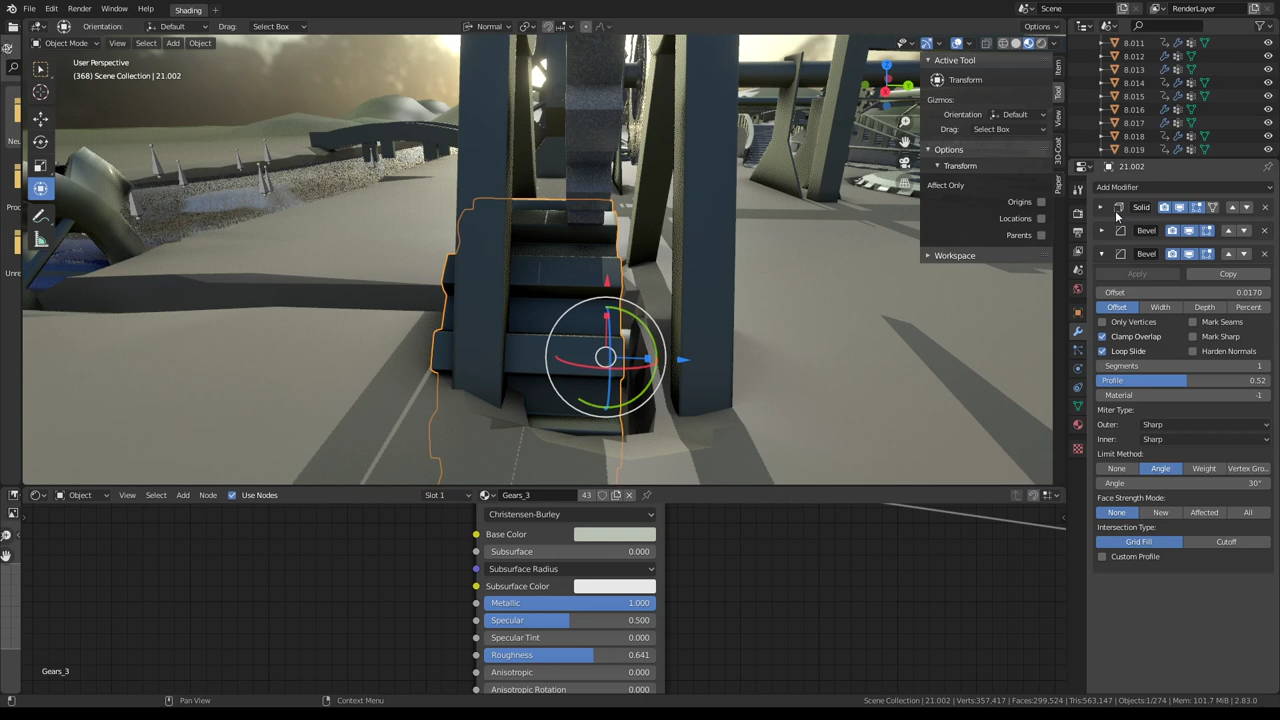 File Edit Render Window Help Shading + Scene RenderLayer
Orientation: Default Drag: Select Box Normal Options
Object Mode View Select Add Object
User Perspective
(368) Scene Collection | 21.002
Active Tool
Transform
Gizmos:
Orientation Default
Drag: Select Box
Options
Transform
Affect Only
Origins
Locations
Parents
Workspace
Item
Tool
View
3D-Coat
Paper
X
Z
8.011
8.012
8.013
8.014
8.015
8.016
8.017
8.018
8.019
21.002
Add Modifier
Solid
Bevel
Bevel
Apply Copy
Offset 0.0170
Offset Width Depth Percent
Only Vertices Mark Seams
Clamp Overlap Mark Sharp
Loop Slide Harden Normals
Segments 1
Profile 0.52
Material -1
Miter Type:
Outer: Sharp
Inner: Sharp
Limit Method:
None Angle Weight Vertex Gro..
Angle 30°
Face Strength Mode:
None New Affected All
Intersection Type:
Grid Fill Cutoff
Custom Profile
Object View Select Add Node Use Nodes Slot 1 Gears_3 43
Christensen-Burley
Base Color
Subsurface 0.000
Subsurface Radius
Subsurface Color
Metallic 1.000
Specular 0.500
Specular Tint 0.000
Roughness 0.641
Anisotropic 0.000
Anisotropic Rotation 0.000
Gears_3
Pan View Context Menu Scene Collection | 21.002 | Verts:357,417 | Faces:299,524 | Tris:563,147 | Objects:1/274 | Mem: 101.7 MiB | 2.83.0